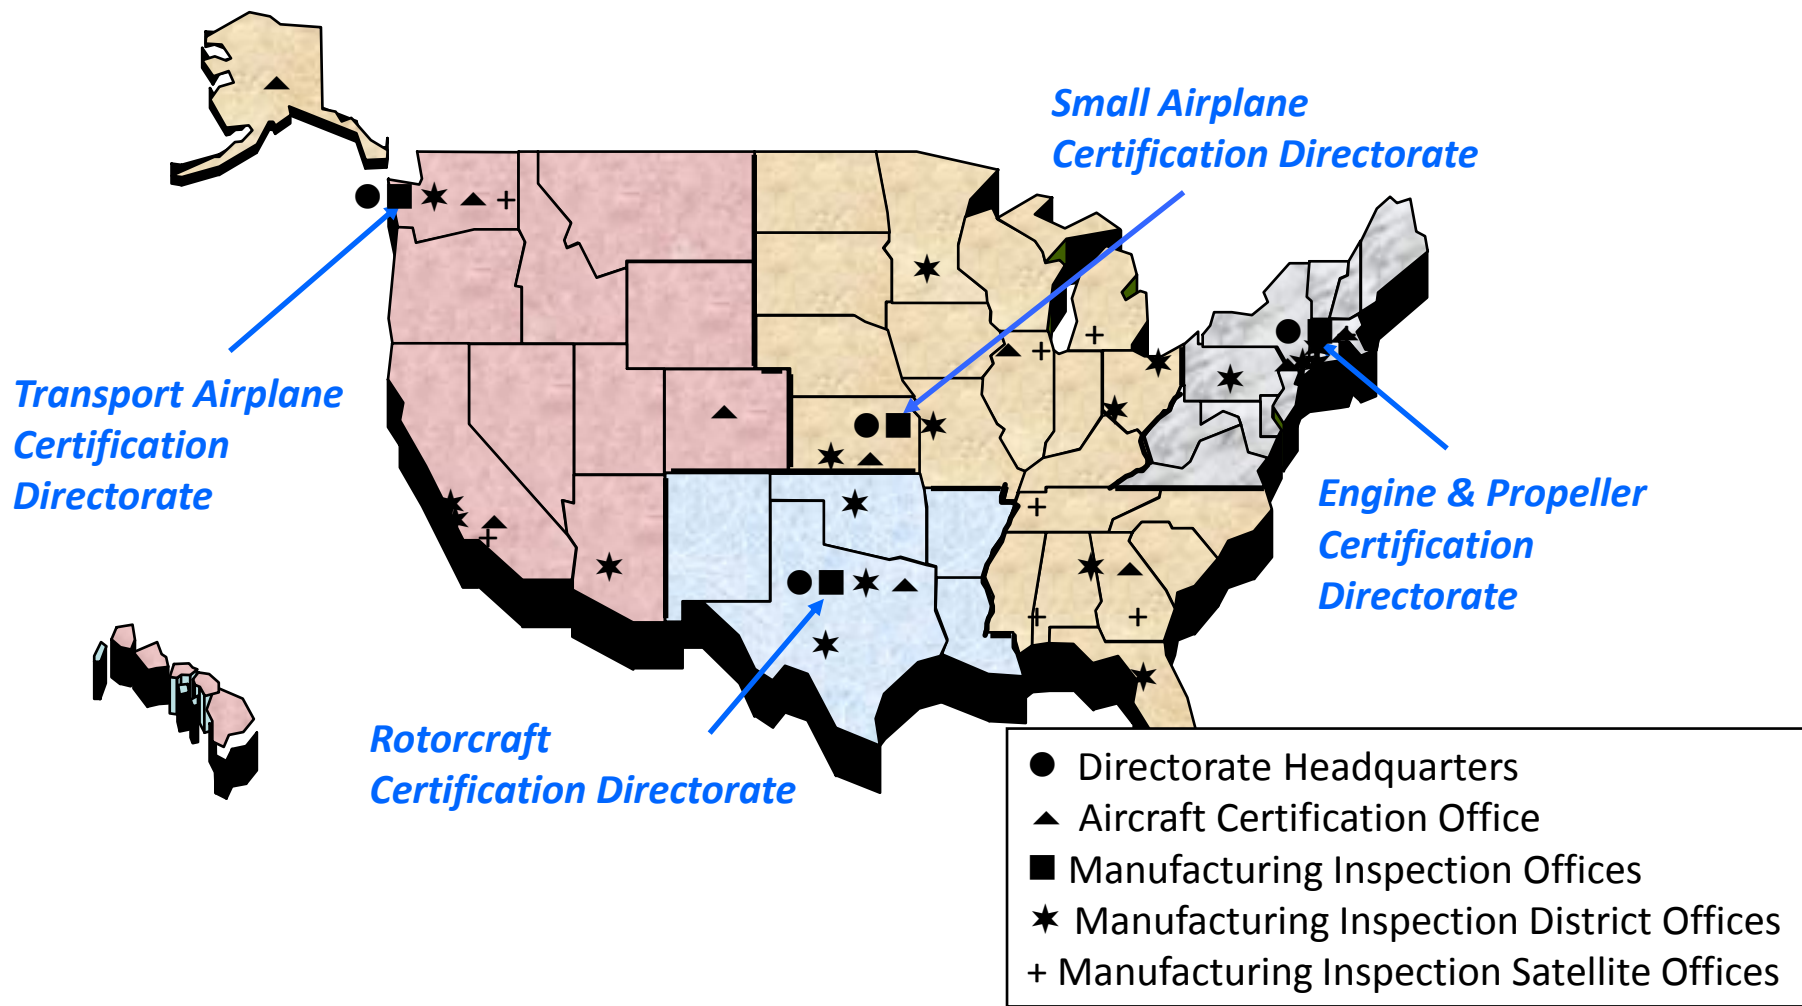 Small Airplane
Certification Directorate
Transport Airplane
Certification
Directorate
Engine & Propeller
Certification
Directorate
Rotorcraft
Certification Directorate
Directorate Headquarters
Aircraft Certification Office
Manufacturing Inspection Offices
Manufacturing Inspection District Offices
Manufacturing Inspection Satellite Offices